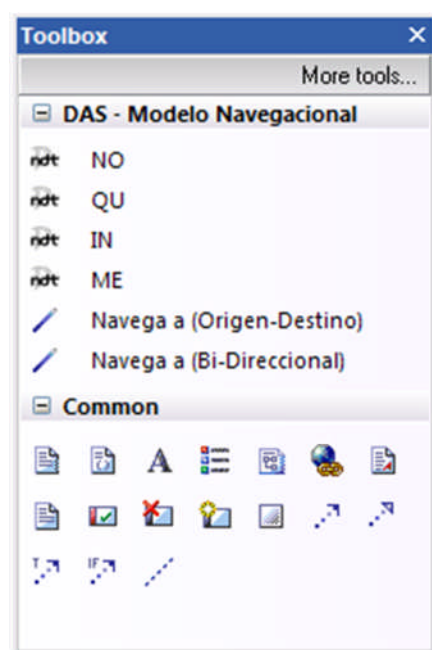 Toolbox
More tools...
DAS - Modelo Navegacional
ndt NO
ndt QU
ndt IN
ndt ME
Navega a (Origen-Destino)
Navega a (Bi-Direccional)
Common
A
T IF